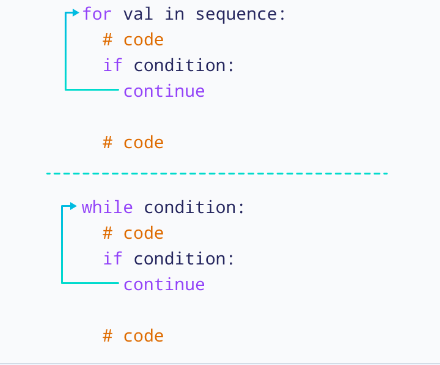 for val in sequence:
# code
if condition:
continue
# code
while condition:
# code
if condition:
continue
# code